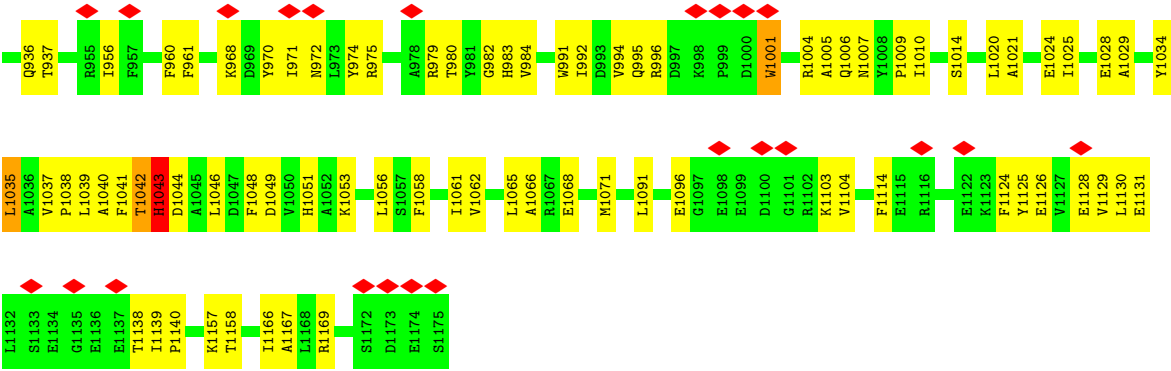 Q936 T937 R955 I956 F957 F960 F961 K968 D969 Y970 I971 N972 L973 Y974 R975 A978 R979 T980 Y981 G982 H983 V984 W991 I992 D993 V994 Q995 R996 D997 K998 P999 D1000 W1001 R1004 A1005 Q1006 N1007 Y1008 P1009 I1010 S1014 L1020 A1021 E1024 I1025 E1028 A1029 Y1034
L1035 A1036 V1037 P1038 L1039 A1040 F1041 T1042 H1043 D1044 A1045 L1046 D1047 F1048 D1049 V1050 H1051 A1052 K1053 L1056 S1057 F1058 I1061 V1062 L1065 A1066 R1067 E1068 M1071 L1091 E1096 G1097 E1098 E1099 D1100 G1101 R1102 K1103 V1104 F1114 E1115 R1116 E1122 K1123 F1124 Y1125 E1126 V1127 E1128 V1129 L1130 E1131
L1132 S1133 E1134 G1135 E1136 E1137 T1138 I1139 P1140 K1157 T1158 I1166 A1167 L1168 R1169 S1172 D1173 E1174 S1175